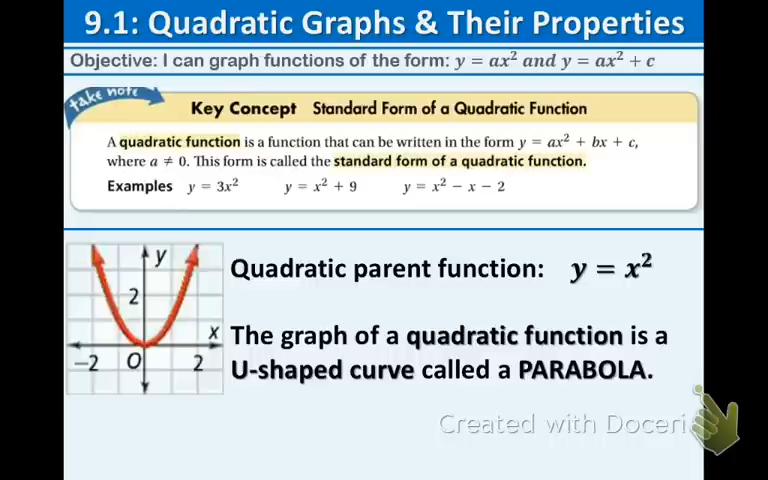 9.1: Quadratic Graphs & Their Properties
Objective: I can graph functions of the form: y = ax² and y = ax² + c
take note
Key Concept Standard Form of a Quadratic Function
A quadratic function is a function that can be written in the form y = ax² + bx + c,
where a ≠ 0. This form is called the standard form of a quadratic function.
Examples y = 3x² y = x² + 9 y = x² − x − 2
y
2
x
−2 O 2
Quadratic parent function: y = x²
The graph of a quadratic function is a
U-shaped curve called a PARABOLA.
Created with Doceri